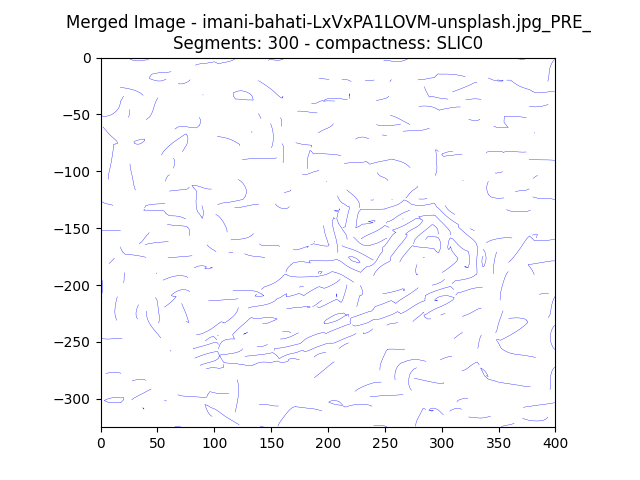 Merged Image - imani-bahati-LxVxPA1LOVM-unsplash.jpg_PRE_
Segments: 300 - compactness: SLIC0
0
−50
−100
−150
−200
−250
−300
0 50 100 150 200 250 300 350 400